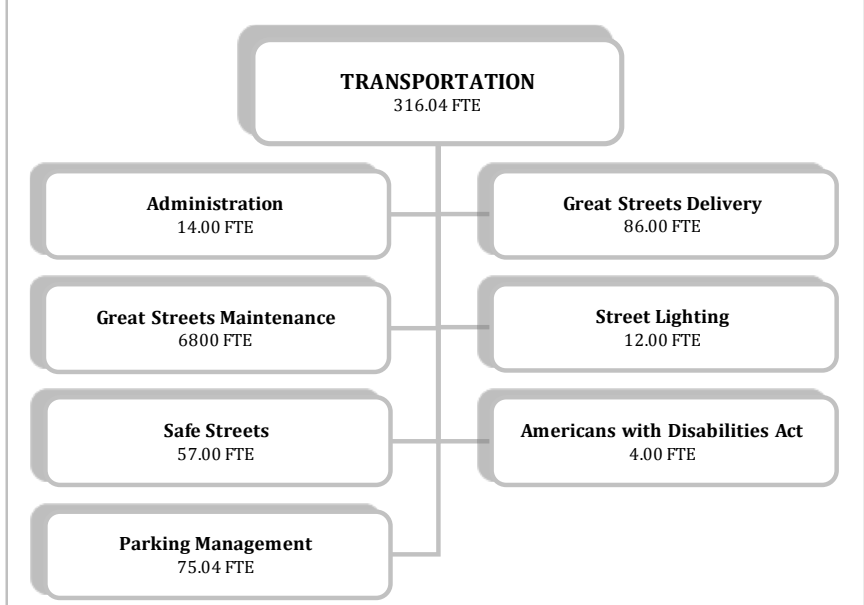 TRANSPORTATION
316.04 FTE
Administration
14.00 FTE
Great Streets Delivery
86.00 FTE
Great Streets Maintenance
6800 FTE
Street Lighting
12.00 FTE
Safe Streets
57.00 FTE
Americans with Disabilities Act
4.00 FTE
Parking Management
75.04 FTE